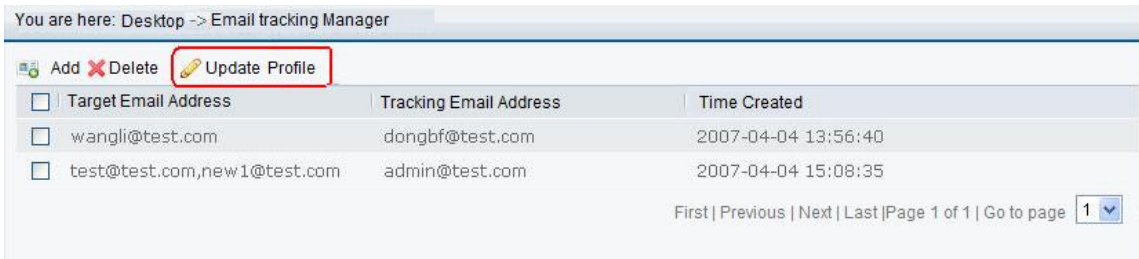 You are here: Desktop -> Email tracking Manager
Add Delete Update Profile
Target Email Address Tracking Email Address Time Created
wangli@test.com dongbf@test.com 2007-04-04 13:56:40
test@test.com,new1@test.com admin@test.com 2007-04-04 15:08:35
First | Previous | Next | Last |Page 1 of 1 | Go to page 1